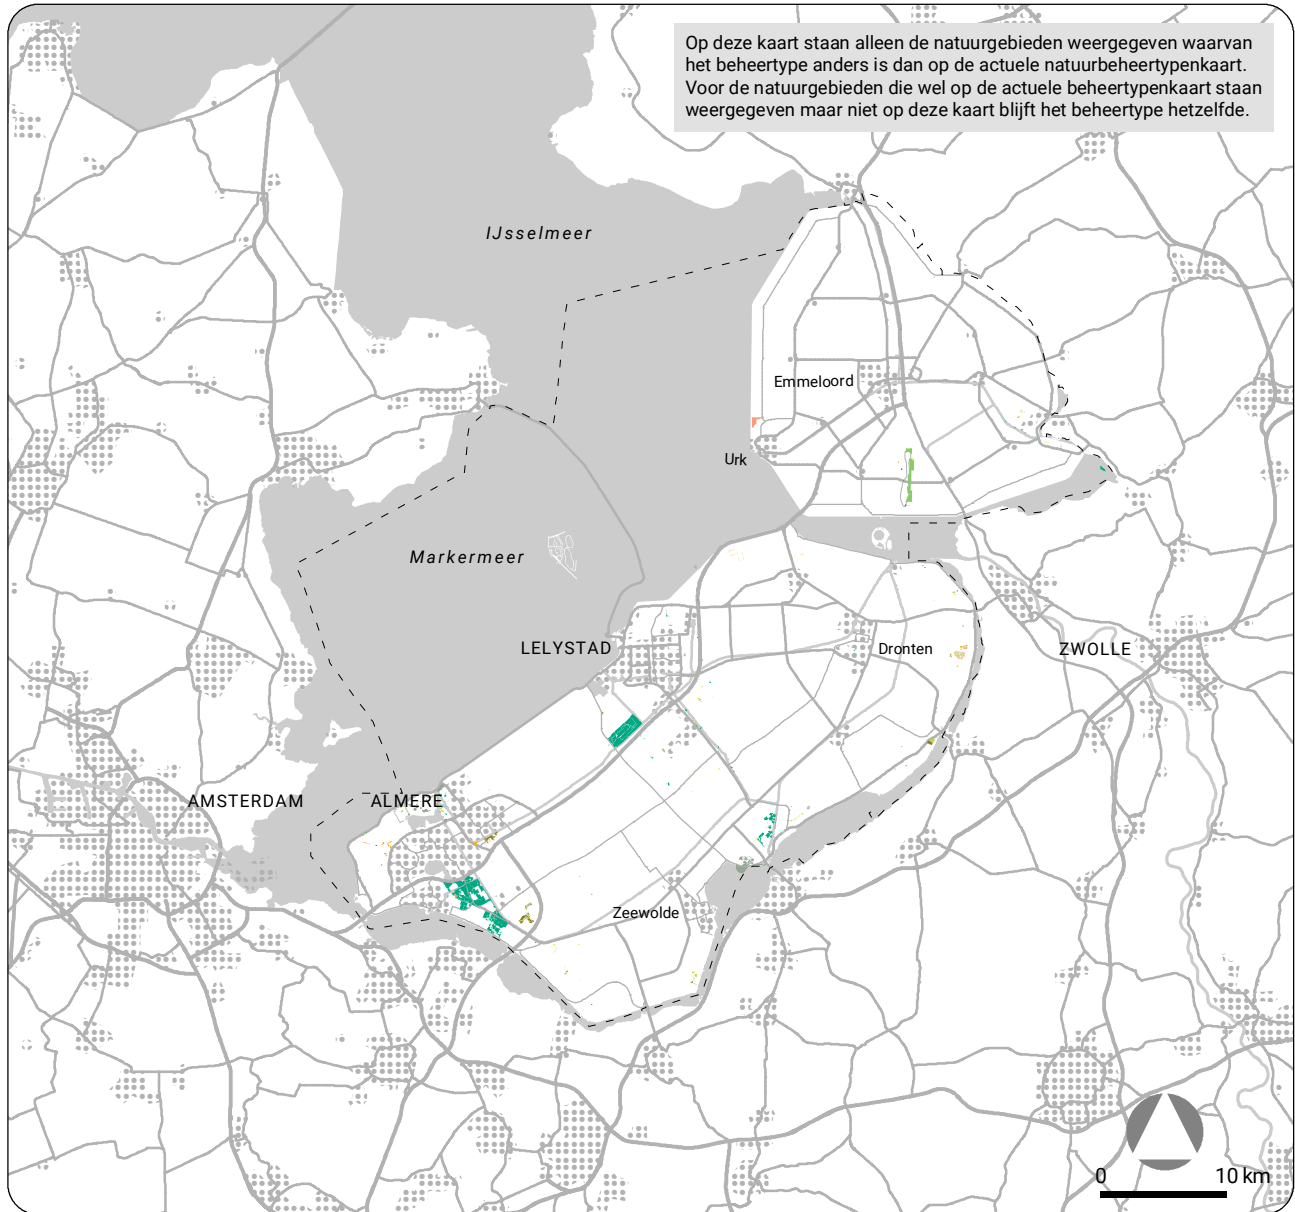 Op deze kaart staan alleen de natuurgebieden weergegeven waarvan
het beheertype anders is dan op de actuele natuurbeheertypenkaart.
Voor de natuurgebieden die wel op de actuele beheertypenkaart staan
weergegeven maar niet op deze kaart blijft het beheertype hetzelfde.
IJsselmeer
Emmeloord
Urk
Markermeer
LELYSTAD
Dronten
ZWOLLE
AMSTERDAM
ALMERE
Zeewolde
0 10 km